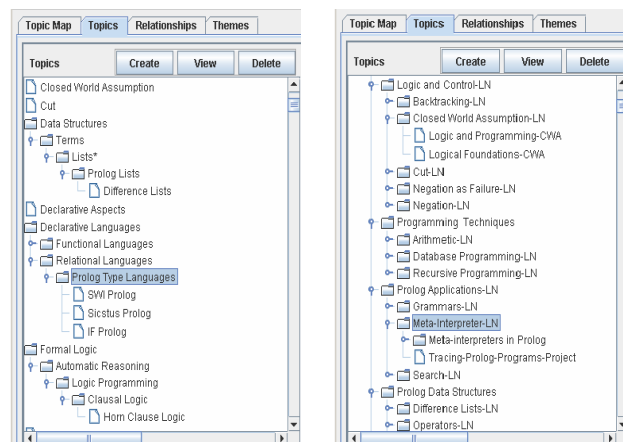 Topic Map Topics Relationships Themes
Topics Create View Delete
Closed World Assumption
Cut
Data Structures
Terms
Lists*
Prolog Lists
Difference Lists
Declarative Aspects
Declarative Languages
Functional Languages
Relational Languages
Prolog Type Languages
SWI Prolog
Sicstus Prolog
IF Prolog
Formal Logic
Automatic Reasoning
Logic Programming
Clausal Logic
Horn Clause Logic
Topic Map Topics Relationships Themes
Topics Create View Delete
Logic and Control-LN
Backtracking-LN
Closed World Assumption-LN
Logic and Programming-CWA
Logical Foundations-CWA
Cut-LN
Negation as Failure-LN
Negation-LN
Programming Techniques
Arithmetic-LN
Database Programming-LN
Recursive Programming-LN
Prolog Applications-LN
Grammars-LN
Meta-Interpreter-LN
Meta-interpreters in Prolog
Tracing-Prolog-Programs-Project
Search-LN
Prolog Data Structures
Difference Lists-LN
Operators-LN